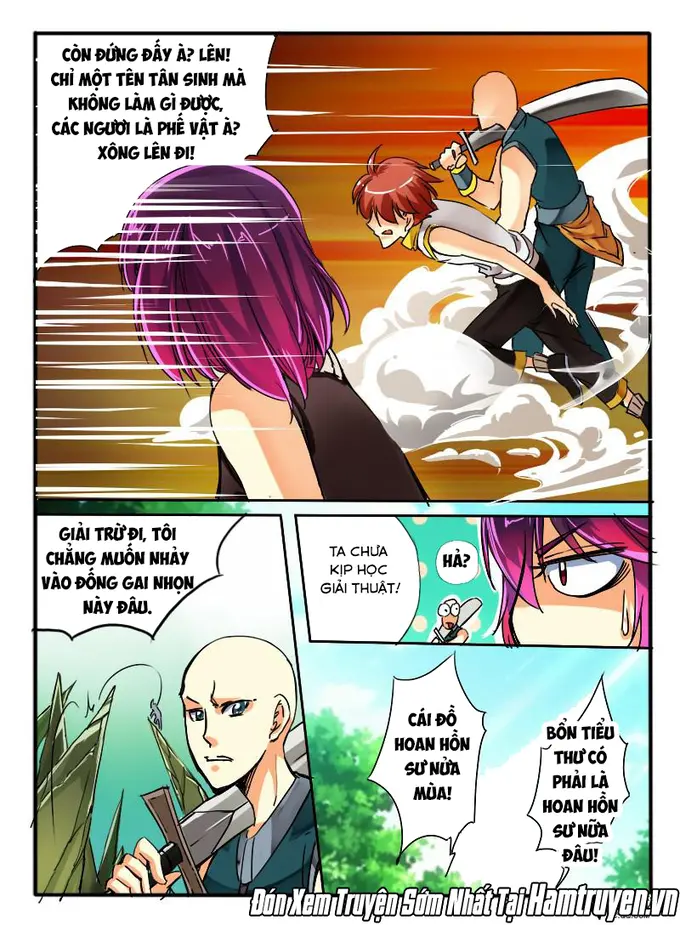 CÒN ĐỨNG ĐẤY À? LÊN!
CHỈ MỘT TÊN TÂN SINH MÀ
KHÔNG LÀM GÌ ĐƯỢC,
CÁC NGƯƠI LÀ PHẾ VẬT À?
XÔNG LÊN ĐI!
GIẢI TRỪ ĐI, TÔI
CHẲNG MUỐN NHẢY
VÀO ĐỐNG GAI NHỌN
NÀY ĐÂU.
TA CHƯA
KỊP HỌC
GIẢI THUẬT!
HẢ?
CÁI ĐỒ
HOAN HỒN
SƯ NỬA
MÙA!
BỔN TIỂU
THƯ CÓ
PHẢI LÀ
HOAN HỒN
SƯ NỮA
ĐÂU!
Đón Xem Truyện Sớm Nhất Tại Hamtruyen.vn